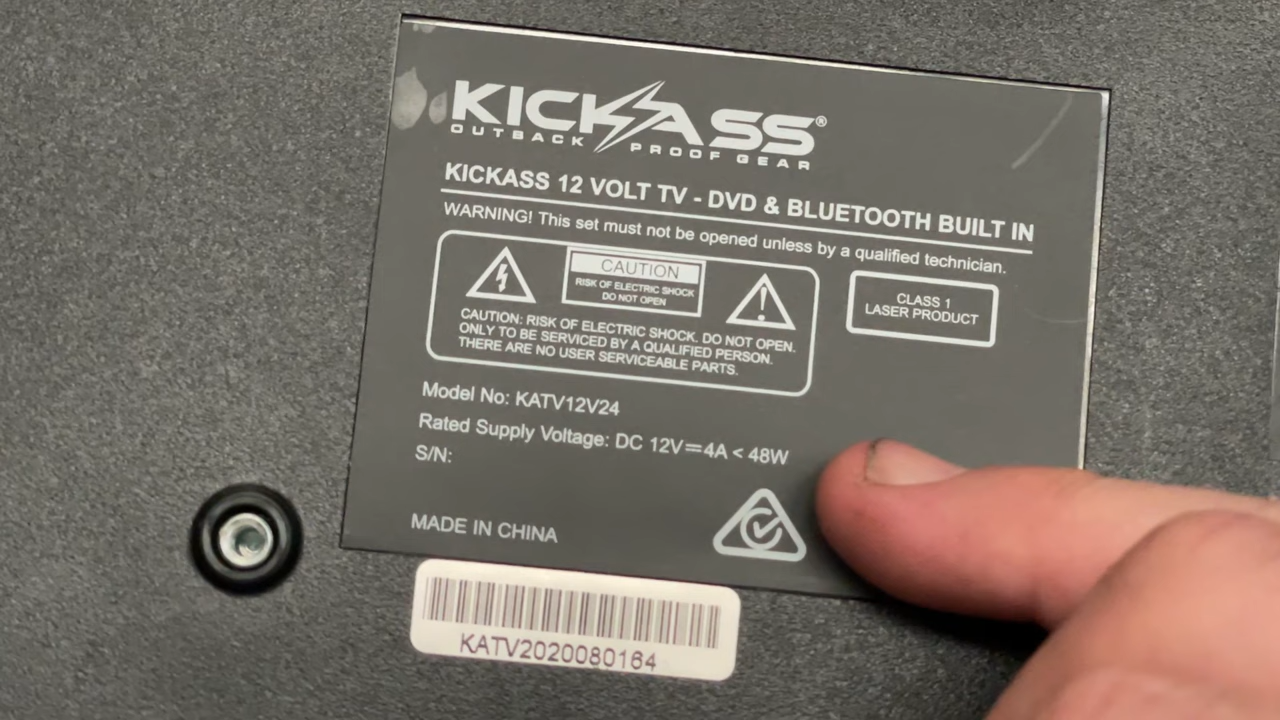 KICKASS®
OUTBACK PROOF GEAR
KICKASS 12 VOLT TV - DVD & BLUETOOTH BUILT IN
WARNING! This set must not be opened unless by a qualified technician.
CAUTION
RISK OF ELECTRIC SHOCK
DO NOT OPEN
CAUTION: RISK OF ELECTRIC SHOCK. DO NOT OPEN.
ONLY TO BE SERVICED BY A QUALIFIED PERSON.
THERE ARE NO USER SERVICEABLE PARTS.
CLASS 1
LASER PRODUCT
Model No: KATV12V24
Rated Supply Voltage: DC 12V⎓4A < 48W
S/N:
MADE IN CHINA
KATV2020080164